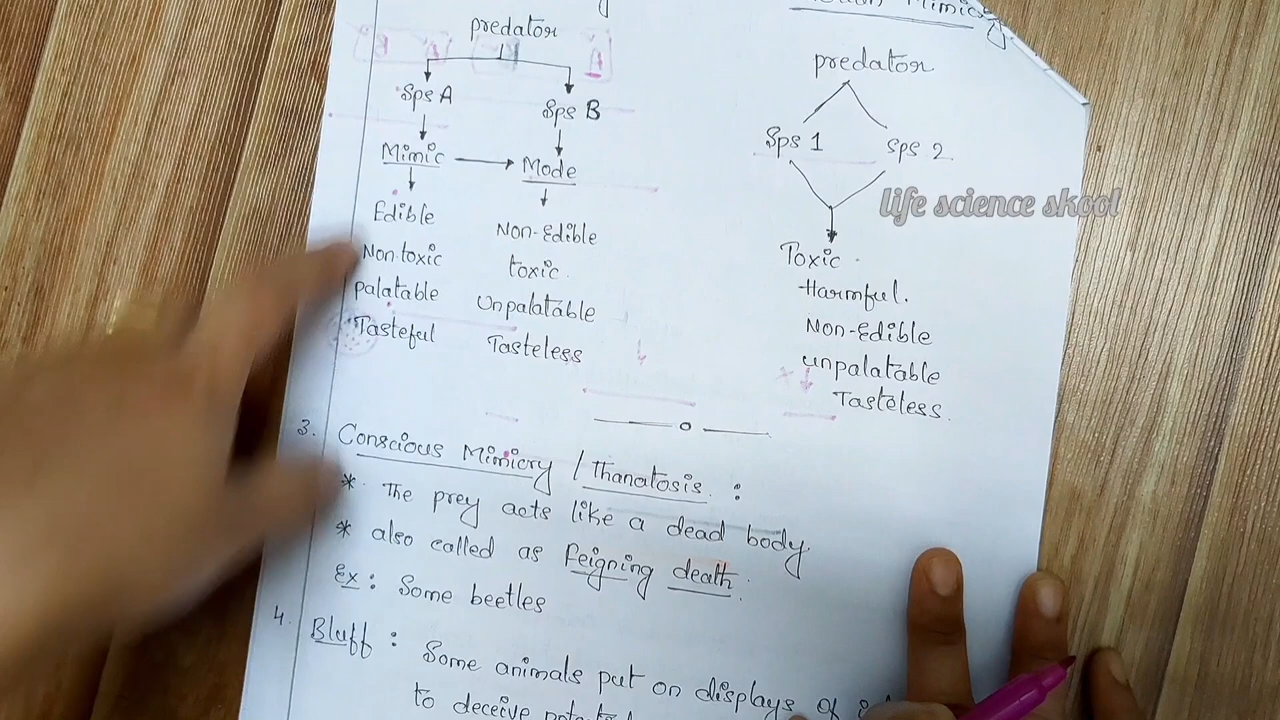 Mimicry
predator
Sps A
Sps B
Mimic
Mode
Edible
Non-Edible
Non-toxic
toxic.
palatable
Unpalatable
Tasteful
Tasteless
predator
Sps 1
Sps 2
life science skool
Toxic
Harmful.
Non-Edible
unpalatable
Tasteless.
3. Conscious Mimicry / Thanatosis :
* The prey acts like a dead body.
* also called as feigning death.
Ex : Some beetles
4. Bluff : Some animals put on displays of
to deceive